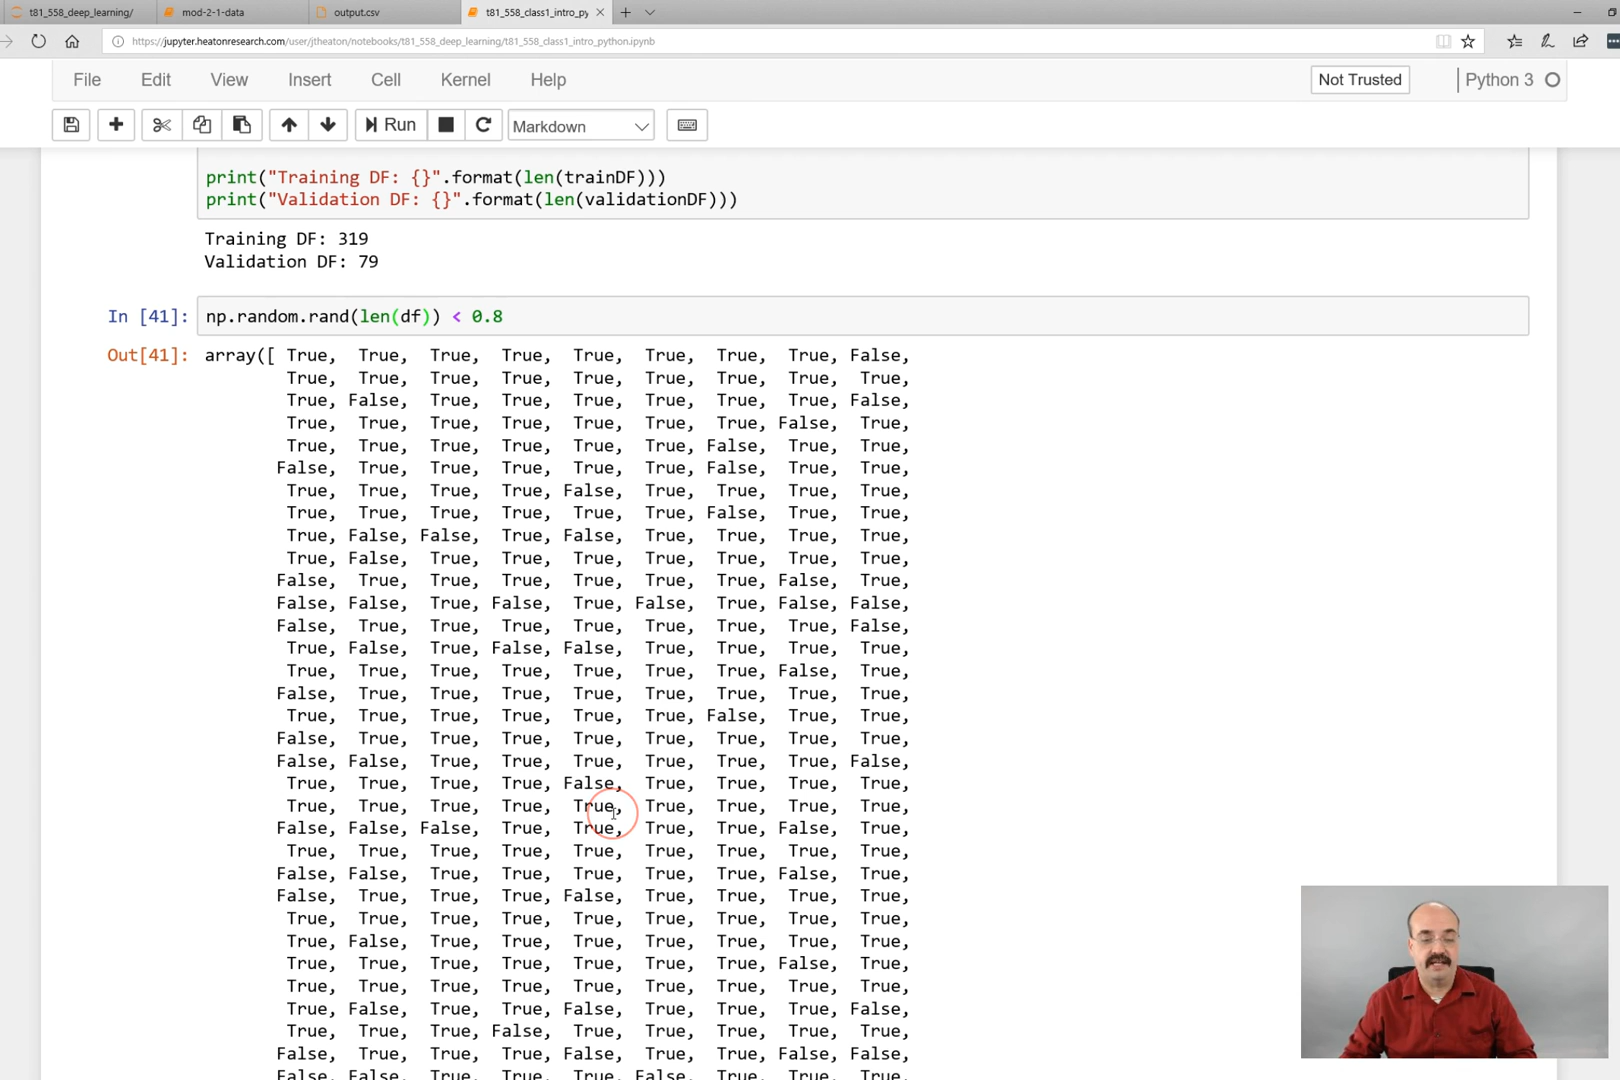 t81_558_deep_learning/
mod-2-1-data
output.csv
t81_558_class1_intro_py
https://jupyter.heatonresearch.com/user/jtheaton/notebooks/t81_558_deep_learning/t81_558_class1_intro_python.ipynb
File Edit View Insert Cell Kernel Help Not Trusted Python 3
Run Markdown
print("Training DF: {}".format(len(trainDF)))
print("Validation DF: {}".format(len(validationDF)))
Training DF: 319
Validation DF: 79
In [41]: np.random.rand(len(df)) < 0.8
Out[41]: array([ True, True, True, True, True, True, True, True, False,
True, True, True, True, True, True, True, True, True,
True, False, True, True, True, True, True, True, False,
True, True, True, True, True, True, True, False, True,
True, True, True, True, True, True, False, True, True,
False, True, True, True, True, True, False, True, True,
True, True, True, True, False, True, True, True, True,
True, True, True, True, True, True, False, True, True,
True, False, False, True, False, True, True, True, True,
True, False, True, True, True, True, True, True, True,
False, True, True, True, True, True, True, False, True,
False, False, True, False, True, False, True, False, False,
False, True, True, True, True, True, True, True, False,
True, False, True, False, False, True, True, True, True,
True, True, True, True, True, True, True, False, True,
False, True, True, True, True, True, True, True, True,
True, True, True, True, True, True, False, True, True,
False, True, True, True, True, True, True, True, True,
False, False, True, True, True, True, True, True, False,
True, True, True, True, False, True, True, True, True,
True, True, True, True, True, True, True, True, True,
False, False, False, True, True, True, True, False, True,
True, True, True, True, True, True, True, True, True,
False, False, True, True, True, True, True, False, True,
False, True, True, True, False, True, True, True, True,
True, True, True, True, True, True, True, True, True,
True, False, True, True, True, True, True, True, True,
True, True, True, True, True, True, True, False, True,
True, True, True, True, True, True, True, True, True,
True, False, True, True, False, True, True, True, False,
True, True, True, False, True, True, True, True, True,
False, True, True, True, False, True, True, False, False,
False, False, True, True, True, False, True, True, True,